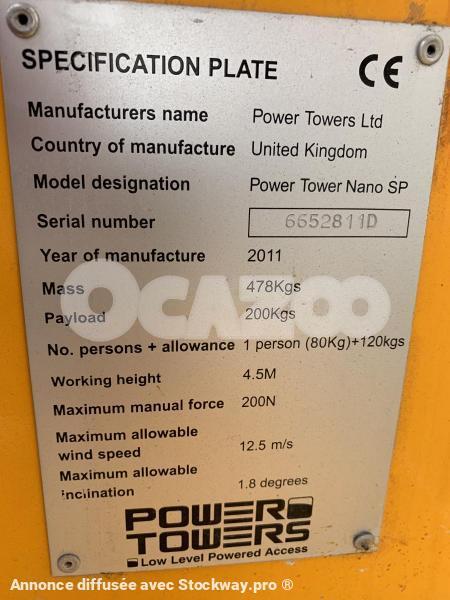 SPECIFICATION PLATE CE
Manufacturers name Power Towers Ltd
Country of manufacture United Kingdom
Model designation Power Tower Nano SP
Serial number 6652811D
Year of manufacture 2011
Mass 478Kgs
OCAZOO
Payload 200Kgs
No. persons + allowance 1 person (80Kg)+120kgs
Working height 4.5M
Maximum manual force 200N
Maximum allowable
wind speed 12.5 m/s
Maximum allowable
inclination 1.8 degrees
POWER
TOWERS
Low Level Powered Access
Annonce diffusée avec Stockway.pro ®